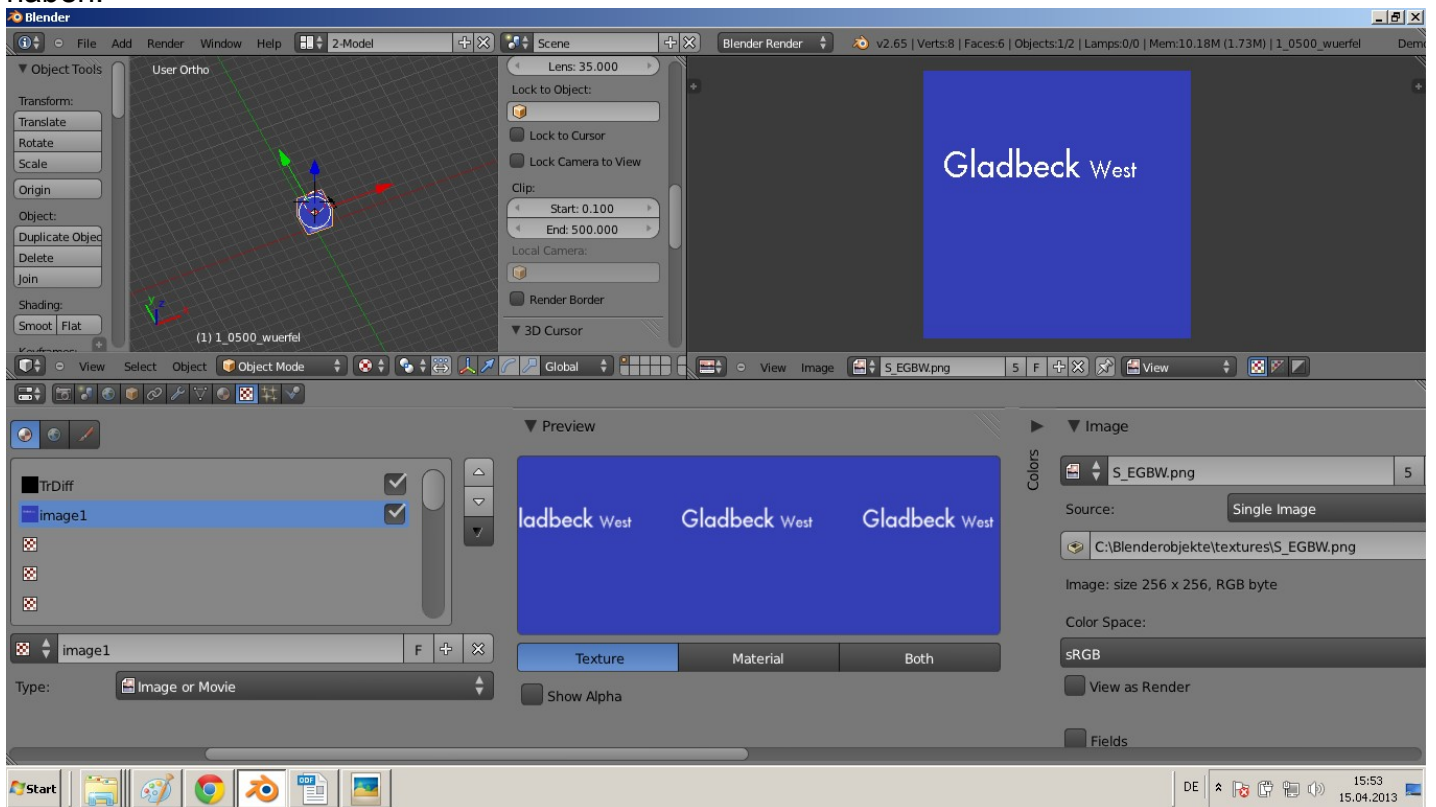 haben.
Blender
File Add Render Window Help 2-Model Scene Blender Render v2.65 | Verts:8 | Faces:6 | Objects:1/2 | Lamps:0/0 | Mem:10.18M (1.73M) | 1_0500_wuerfel Demo
Object Tools
Transform:
Translate
Rotate
Scale
Origin
Object:
Duplicate Objec
Delete
Join
Shading:
Smoot Flat
Keyframes:
User Ortho
y z x
(1) 1_0500_wuerfel
Lens: 35.000
Lock to Object:
Lock to Cursor
Lock Camera to View
Clip:
Start: 0.100
End: 500.000
Local Camera:
Render Border
3D Cursor
Gladbeck West
View Select Object Object Mode Global View Image S_EGBW.png 5 F View
TrDiff
image1
image1 F
Type: Image or Movie
Preview
ladbeck West Gladbeck West Gladbeck West
Texture Material Both
Show Alpha
Colors
Image
S_EGBW.png 5
Source: Single Image
C:\Blenderobjekte\textures\S_EGBW.png
Image: size 256 x 256, RGB byte
Color Space:
sRGB
View as Render
Fields
Start ODF DE 15:53
15.04.2013